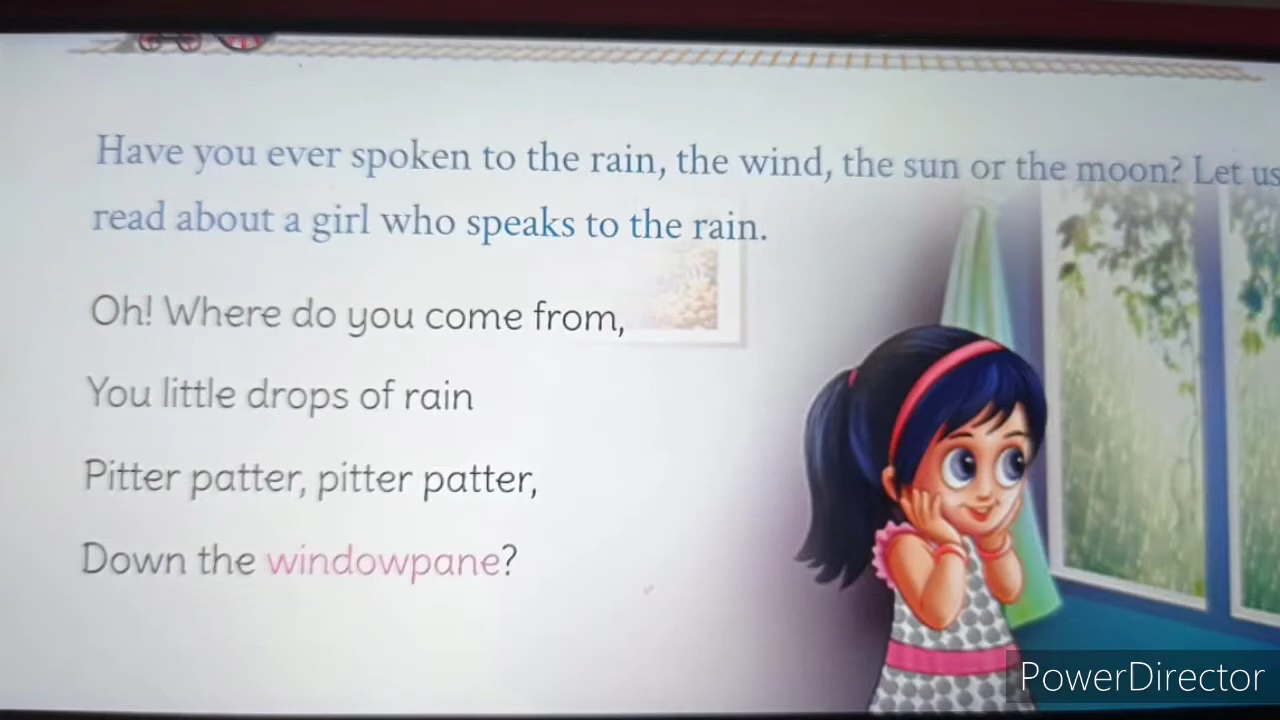 Have you ever spoken to the rain, the wind, the sun or the moon? Let us
read about a girl who speaks to the rain.
Oh! Where do you come from,
You little drops of rain
Pitter patter, pitter patter,
Down the windowpane?
PowerDirector